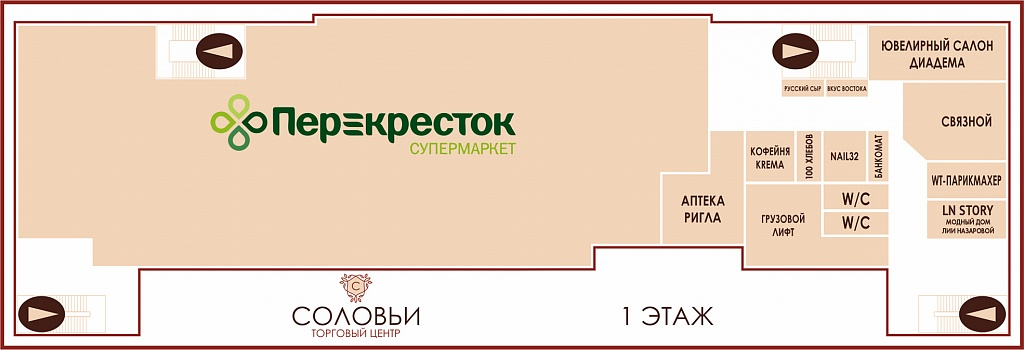 ЮВЕЛИРНЫЙ САЛОН
ДИАДЕМА
РУССКИЙ СЫР
ВКУС ВОСТОКА
Перекресток
СУПЕРМАРКЕТ
СВЯЗНОЙ
КОФЕЙНЯ
KREMA
100 ХЛЕБОВ
NAIL32
БАНКОМАТ
WT-ПАРИКМАХЕР
АПТЕКА
РИГЛА
W/C
W/C
ГРУЗОВОЙ
ЛИФТ
LN STORY
МОДНЫЙ ДОМ
ЛИИ НАЗАРОВОЙ
С
СОЛОВЬИ
ТОРГОВЫЙ ЦЕНТР
1 ЭТАЖ